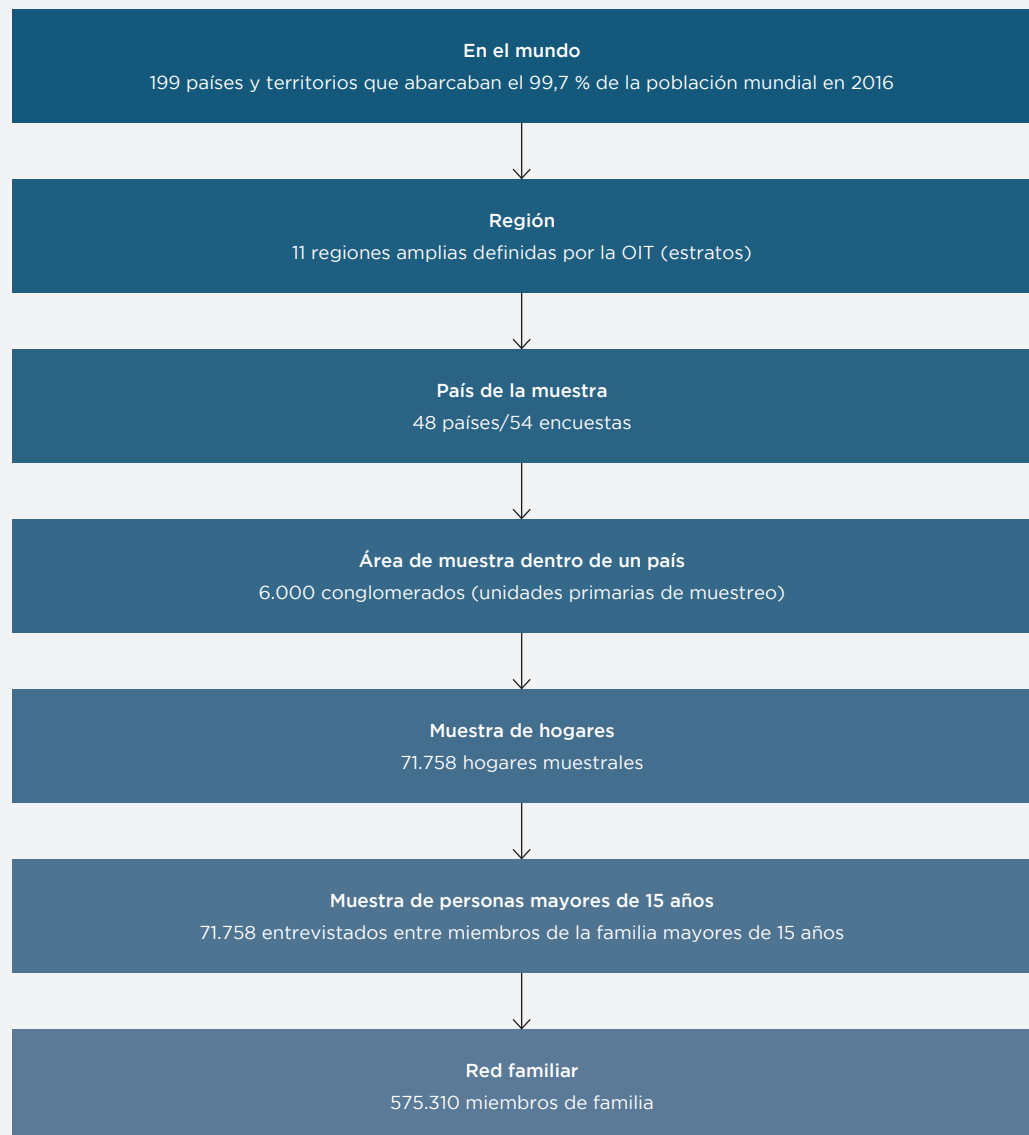 En el mundo
199 países y territorios que abarcaban el 99,7 % de la población mundial en 2016
Región
11 regiones amplias definidas por la OIT (estratos)
País de la muestra
48 países/54 encuestas
Área de muestra dentro de un país
6.000 conglomerados (unidades primarias de muestreo)
Muestra de hogares
71.758 hogares muestrales
Muestra de personas mayores de 15 años
71.758 entrevistados entre miembros de la familia mayores de 15 años
Red familiar
575.310 miembros de familia